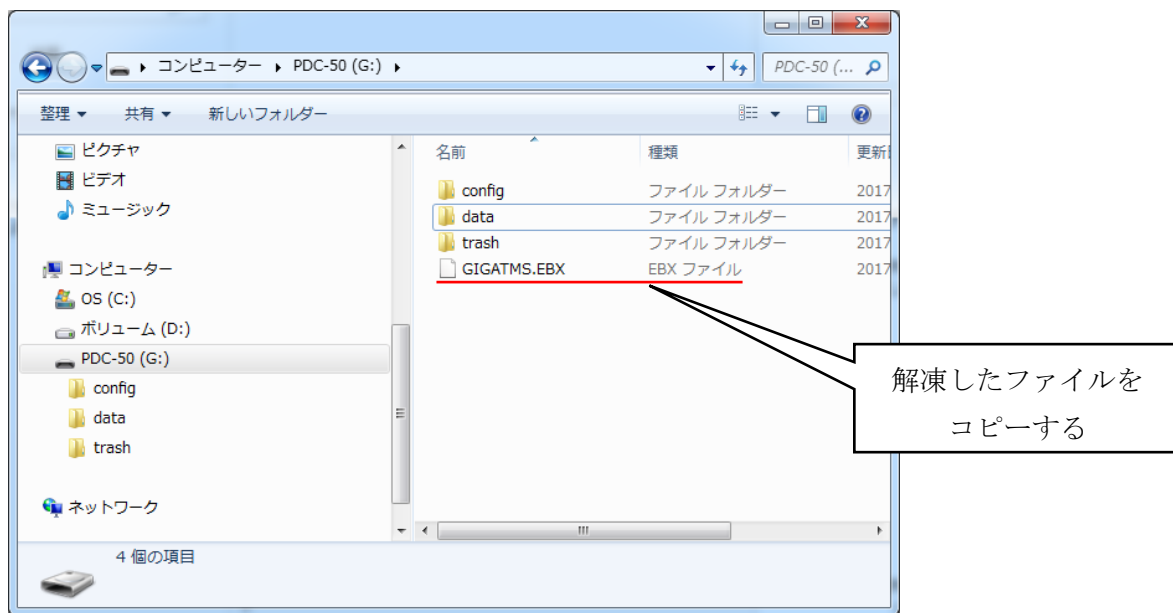 コンピューター ▸ PDC-50 (G:) ▸
PDC-50 (...
整理 ▼ 共有 ▼ 新しいフォルダー
ピクチャ
ビデオ
ミュージック
コンピューター
OS (C:)
ボリューム (D:)
PDC-50 (G:)
config
data
trash
ネットワーク
名前 種類
config ファイル フォルダー 2017
data ファイル フォルダー 2017
trash ファイル フォルダー 2017
GIGATMS.EBX EBX ファイル 2017
解凍したファイルを
コピーする
4 個の項目